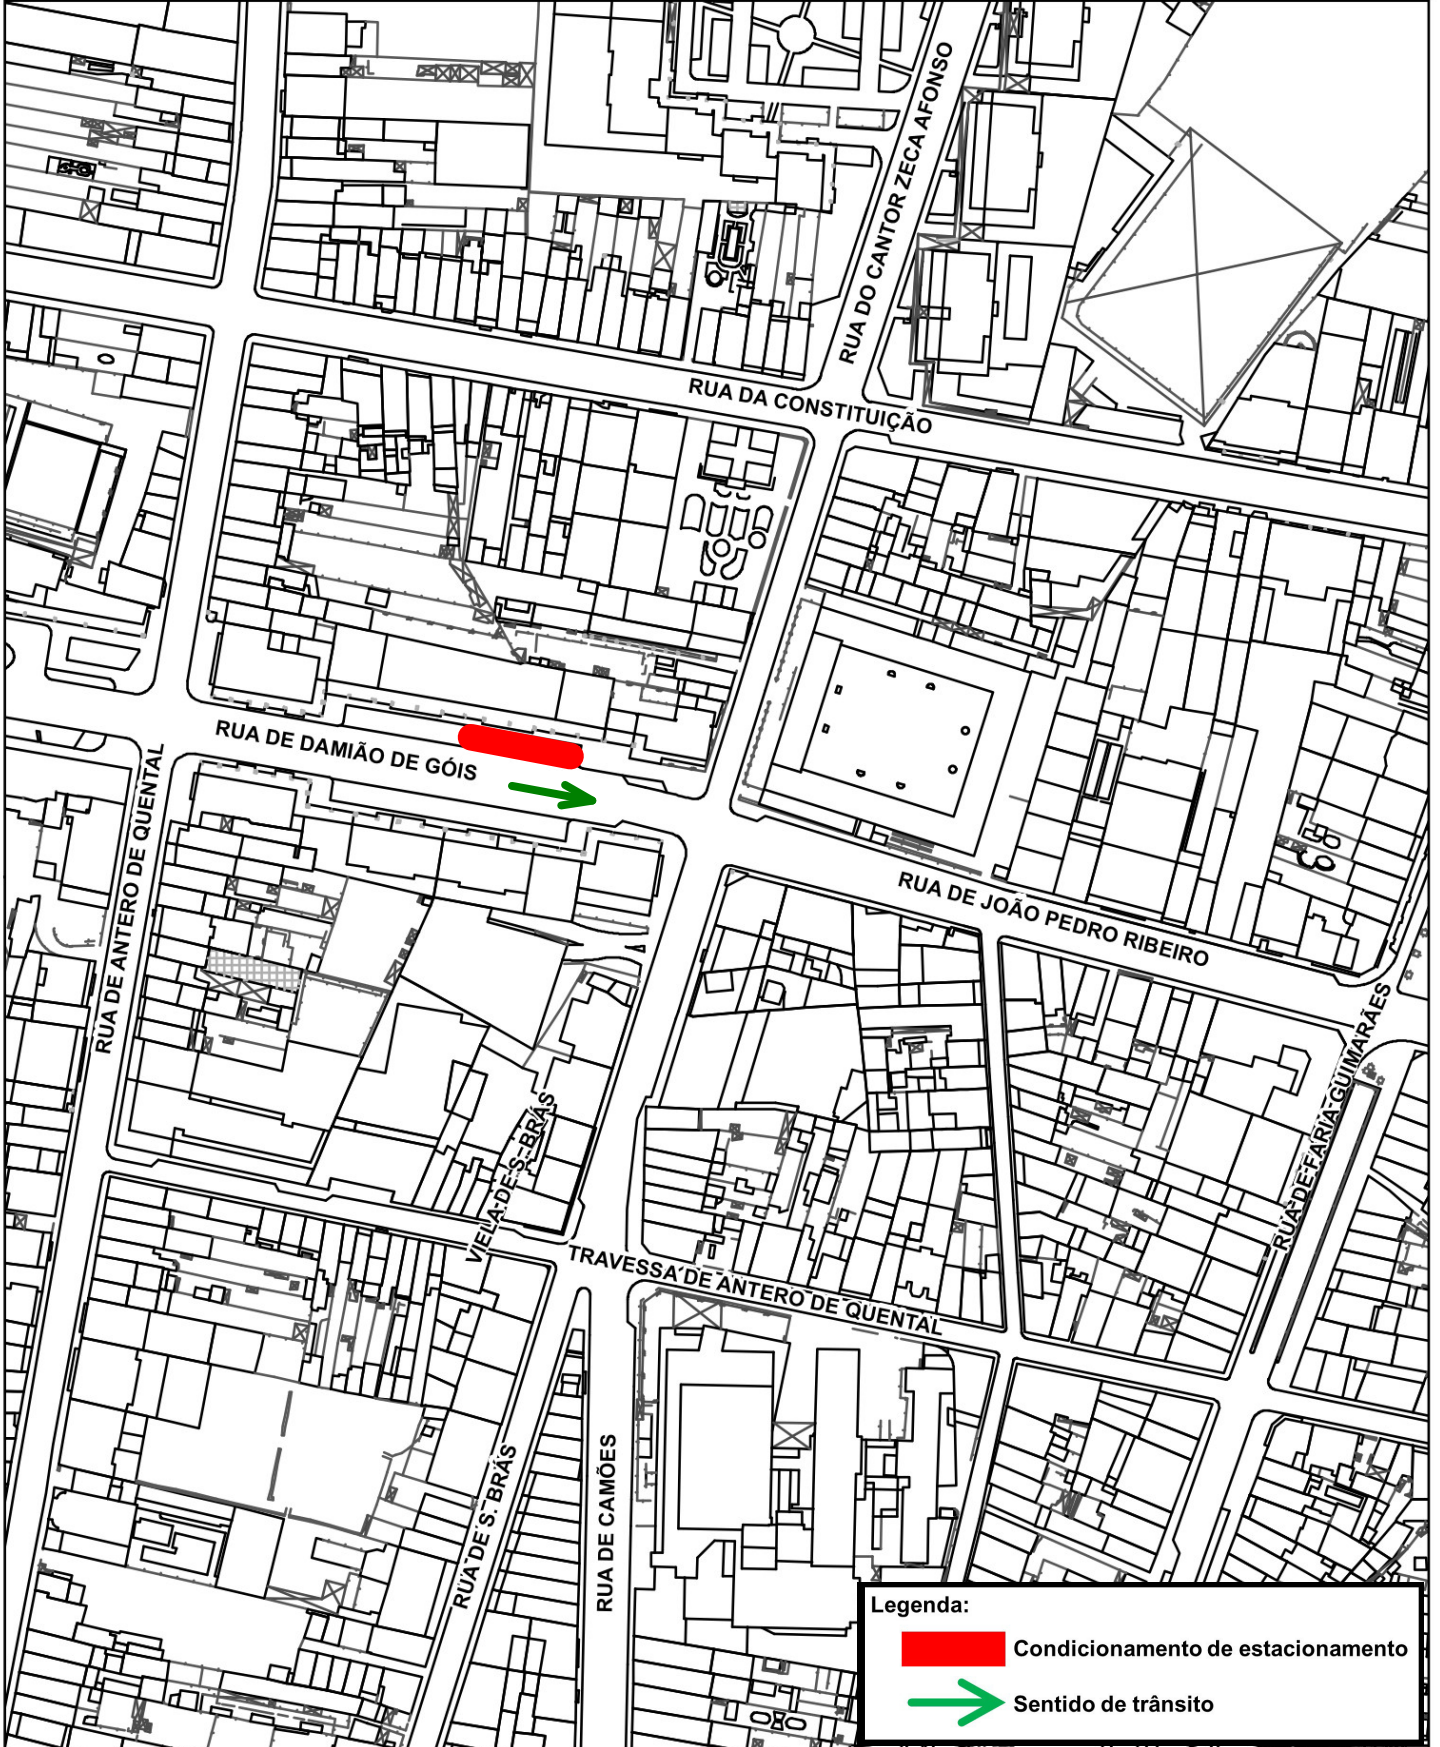 RUA DO CANTOR ZECA AFONSO
RUA DA CONSTITUIÇÃO
RUA DE DAMIÃO DE GÓIS
RUA DE ANTERO DE QUENTAL
RUA DE JOÃO PEDRO RIBEIRO
RUA DE FARIA GUIMARÃES
VIELA DE S. BRÁS
TRAVESSA DE ANTERO DE QUENTAL
RUA DE S. BRÁS
RUA DE CAMÕES
Legenda:
Condicionamento de estacionamento
Sentido de trânsito